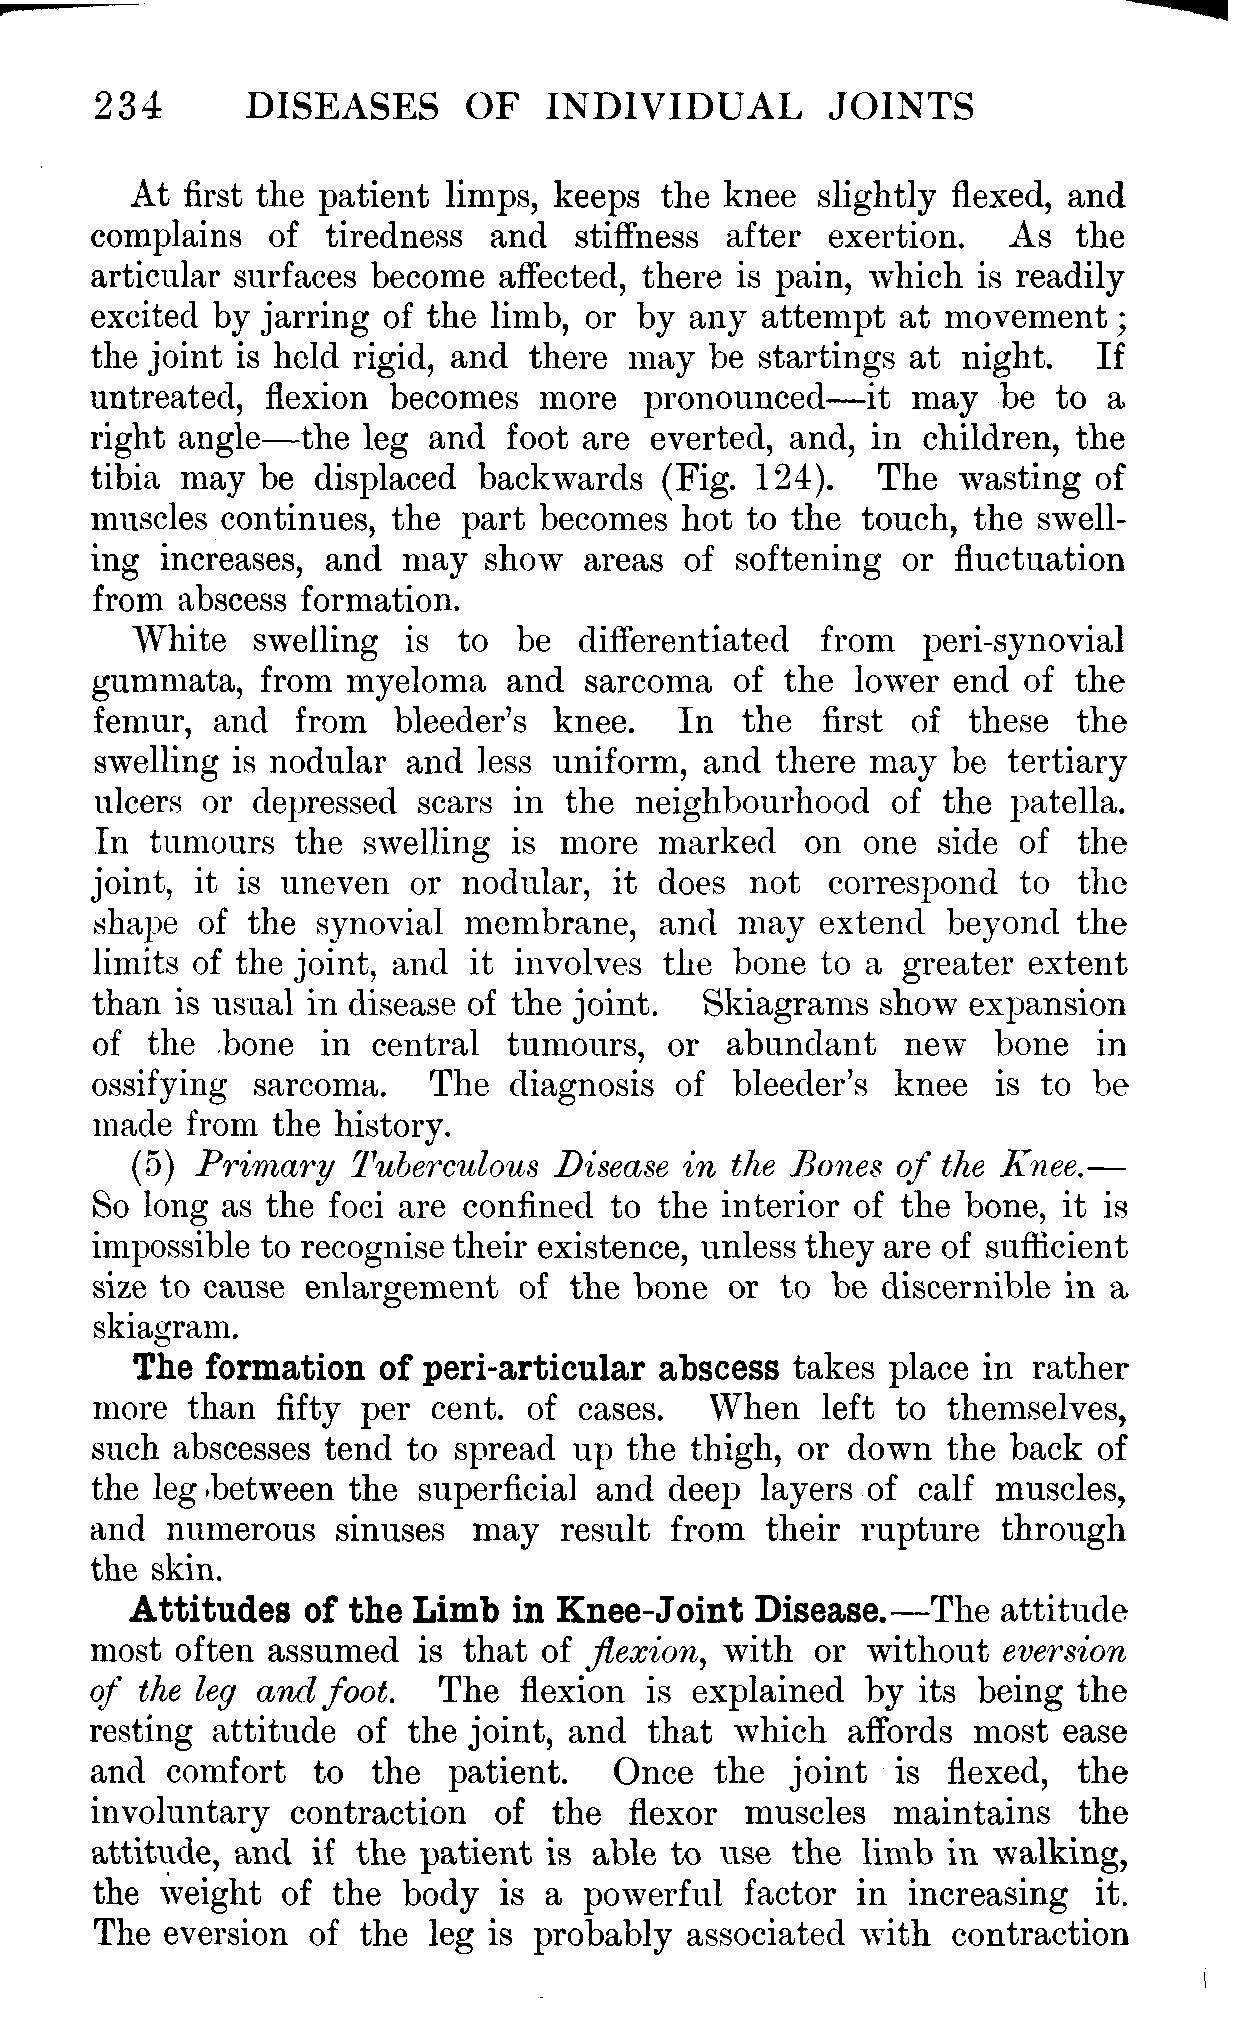 234 DISEASES OF INDIVIDUAL JOINTS
At first the patient limps, keeps the knee slightly flexed, and
complains of tiredness and stiffness after exertion. As the
articular surfaces become affected, there is pain, which is readily
excited by jarring of the limb, or by any attempt at movement;
the joint is held rigid, and there may be startings at night. If
untreated, flexion becomes more pronounced—it may be to a
right angle—the leg and foot are everted, and, in children, the
tibia may be displaced backwards (Fig. 124). The wasting of
muscles continues, the part becomes hot to the touch, the swell-
ing increases, and may show areas of softening or fluctuation
from abscess formation.
White swelling is to be differentiated from peri-synovial
gummata, from myeloma and sarcoma of the lower end of the
femur, and from bleeder's knee. In the first of these the
swelling is nodular and less uniform, and there may be tertiary
ulcers or depressed scars in the neighbourhood of the patella.
In tumours the swelling is more marked on one side of the
joint, it is uneven or nodular, it does not correspond to the
shape of the synovial membrane, and may extend beyond the
limits of the joint, and it involves the bone to a greater extent
than is usual in disease of the joint. Skiagrams show expansion
of the bone in central tumours, or abundant new bone in
ossifying sarcoma. The diagnosis of bleeder's knee is to be
made from the history.
(5) Primary Tuberculous Disease in the Bones of the Knee.—
So long as the foci are confined to the interior of the bone, it is
impossible to recognise their existence, unless they are of sufficient
size to cause enlargement of the bone or to be discernible in a
skiagram.
The formation of peri-articular abscess takes place in rather
more than fifty per cent. of cases. When left to themselves,
such abscesses tend to spread up the thigh, or down the back of
the leg between the superficial and deep layers of calf muscles,
and numerous sinuses may result from their rupture through
the skin.
Attitudes of the Limb in Knee-Joint Disease.—The attitude
most often assumed is that of flexion, with or without eversion
of the leg and foot. The flexion is explained by its being the
resting attitude of the joint, and that which affords most ease
and comfort to the patient. Once the joint is flexed, the
involuntary contraction of the flexor muscles maintains the
attitude, and if the patient is able to use the limb in walking,
the weight of the body is a powerful factor in increasing it.
The eversion of the leg is probably associated with contraction